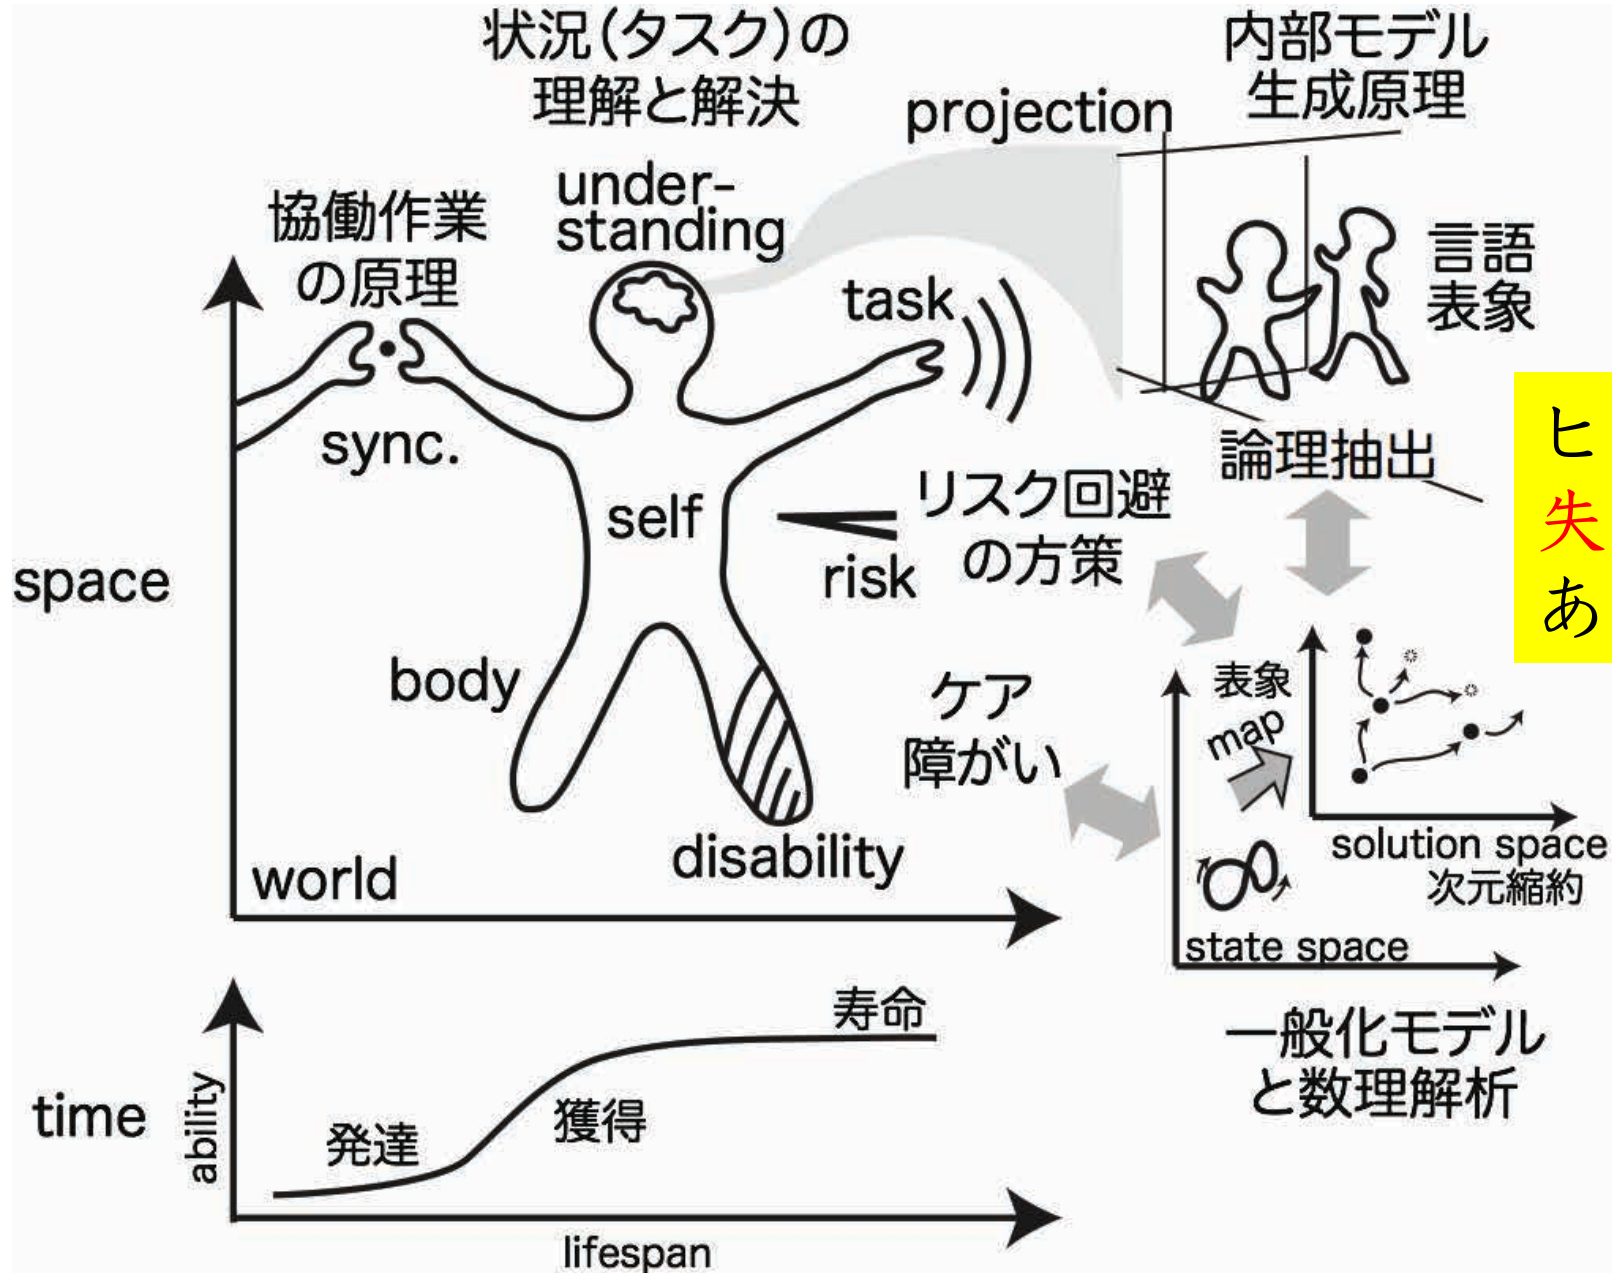 状況(タスク)の
理解と解決
内部モデル
生成原理
projection
under-
standing
協働作業
の原理
task
言語
表象
sync.
論理抽出
ヒ
失
あ
self
リスク回避
の方策
risk
space
body
ケア
障がい
表象
map
disability
world
solution space
次元縮約
state space
一般化モデル
と数理解析
time
ability
発達
獲得
寿命
lifespan